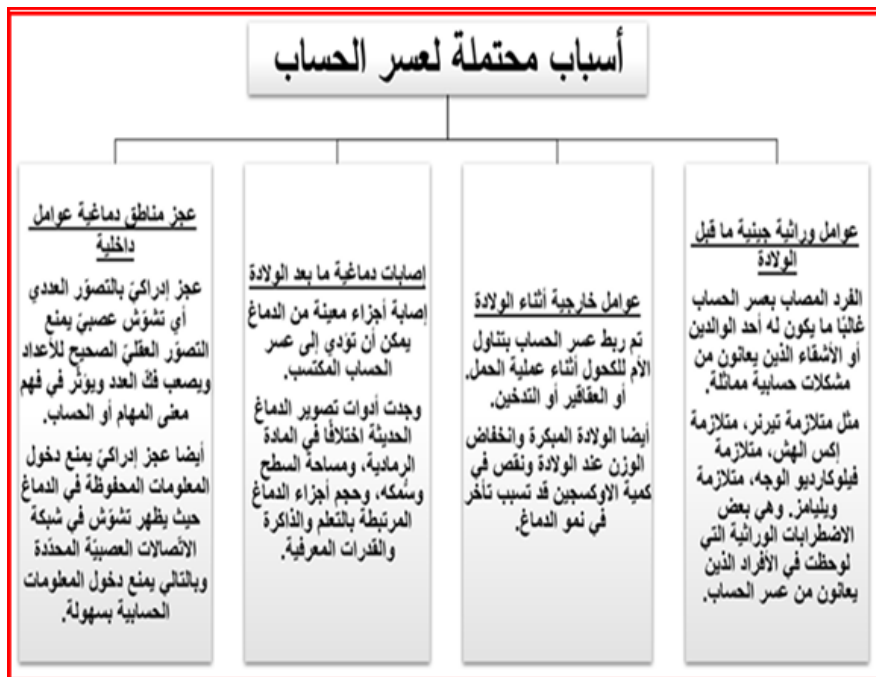 أسباب محتملة لعسر الحساب
عوامل وراثية جينية ما قبل
الولادة
الفرد المصاب بعسر الحساب
غالبًا ما يكون له أحد الوالدين
أو الأشقاء الذين يعانون من
مشكلات حسابية مماثلة.
مثل متلازمة تيرنر، متلازمة
إكس الهش، متلازمة
فيلوكارديو الوجه، متلازمة
ويليامز. وهي بعض
الاضطرابات الوراثية التي
لوحظت في الأفراد الذين
يعانون من عسر الحساب.
عوامل خارجية أثناء الولادة
تم ربط عسر الحساب بتناول
الأم للكحول أثناء عملية الحمل.
أو العقاقير أو التدخين.
أيضا الولادة المبكرة وانخفاض
الوزن عند الولادة ونقص في
كمية الاوكسجين قد تسبب تأخر
في نمو الدماغ.
إصابات دماغية ما بعد الولادة
إصابة أجزاء معينة من الدماغ
يمكن أن تؤدي إلى عسر
الحساب المكتسب.
وجدت أدوات تصوير الدماغ
الحديثة اختلافًا في المادة
الرمادية، ومساحة السطح
وسُمكه، وحجم أجزاء الدماغ
المرتبطة بالتعلم والذاكرة
والقدرات المعرفية.
عجز مناطق دماغية عوامل
داخلية
عجز إدراكيّ بالتصوّر العددي
أي تشوّش عصبيّ يمنع
التصوّر العقليّ الصحيح للأعداد
ويصعب فكّ العدد ويؤثّر في فهم
معنى المهام أو الحساب.
أيضا عجز إدراكيّ يمنع دخول
المعلومات المحفوظة في الدماغ
حيث يظهر تشوّش في شبكة
الاتّصالات العصبيّة المحدّدة
وبالتالي يمنع دخول المعلومات
الحسابية بسهولة.